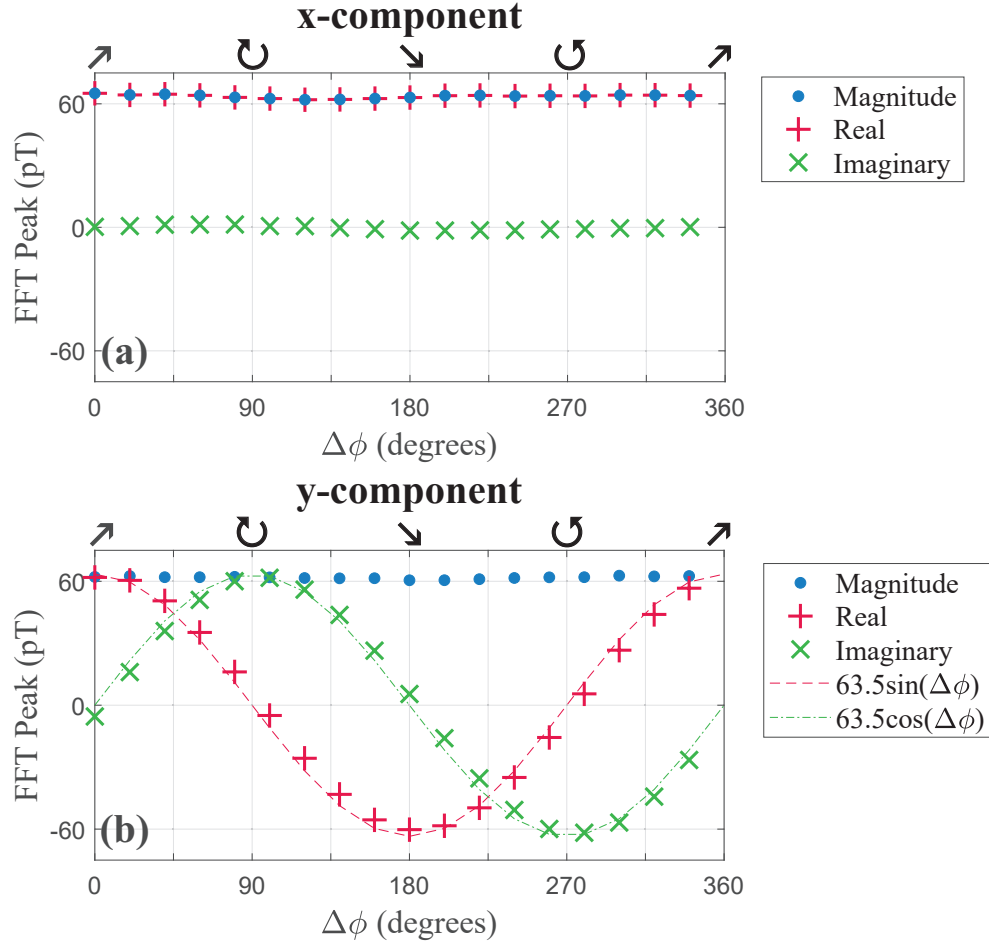 x-component
60
0
-60
FFT Peak (pT)
(a)
0 90 180 270 360
Δϕ (degrees)
Magnitude
Real
Imaginary
y-component
60
0
-60
FFT Peak (pT)
(b)
0 90 180 270 360
Δϕ (degrees)
Magnitude
Real
Imaginary
63.5sin(Δϕ)
63.5cos(Δϕ)